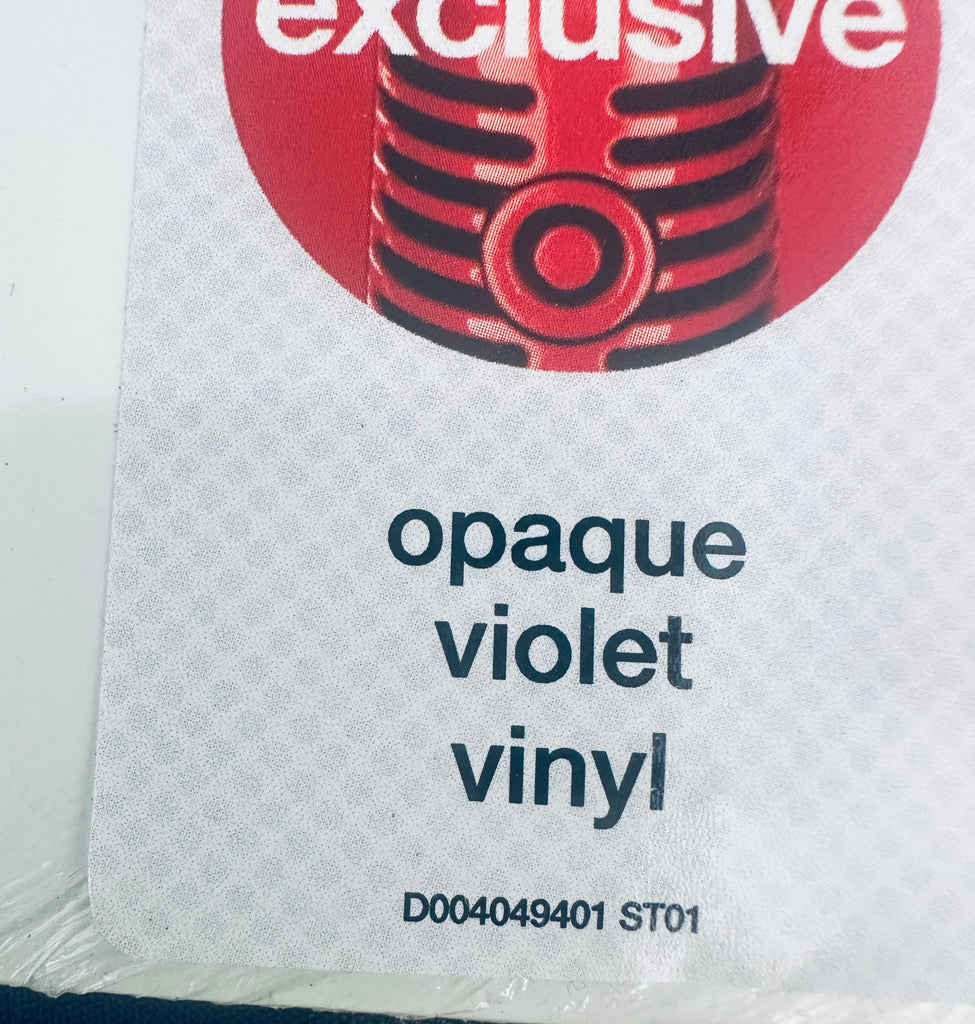 exclusive
opaque
violet
vinyl
D004049401 ST01